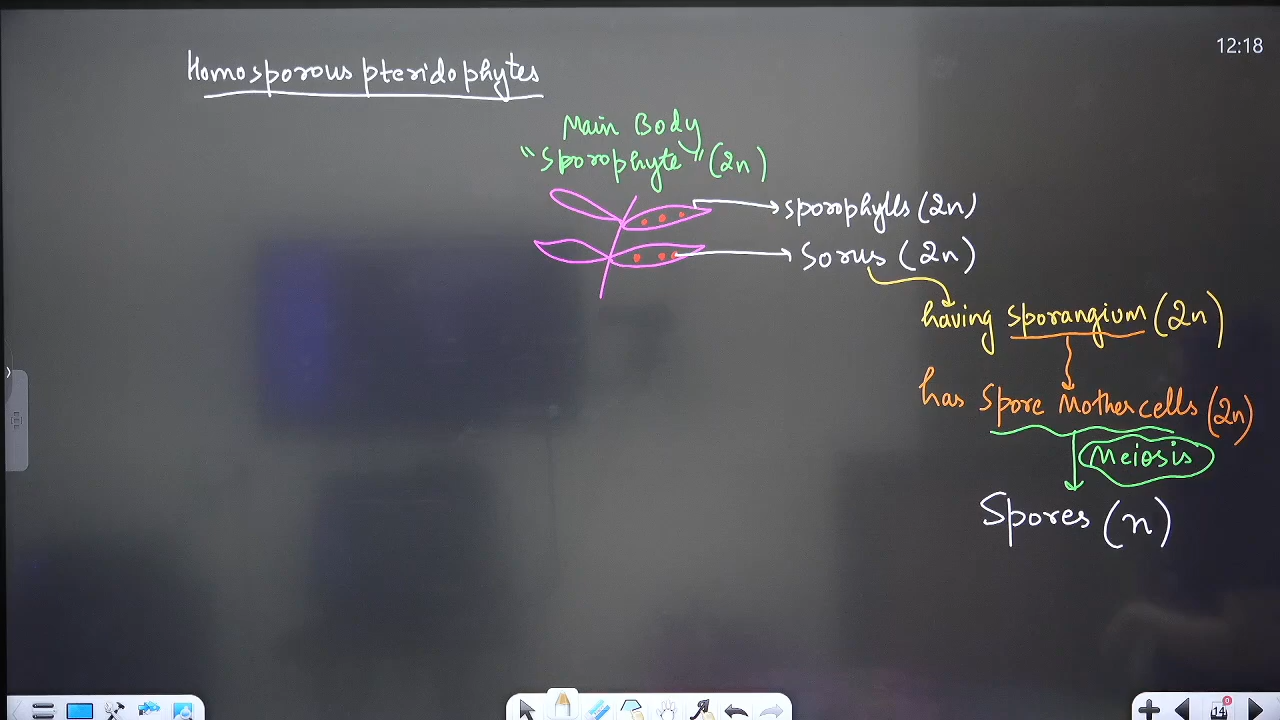 12:18
Homosporous pteridophytes
Main Body
"Sporophyte" (2n)
sporophylls (2n)
Sorus (2n)
having sporangium (2n)
has Spore Mothercells (2n)
Meiosis
Spores (n)
14